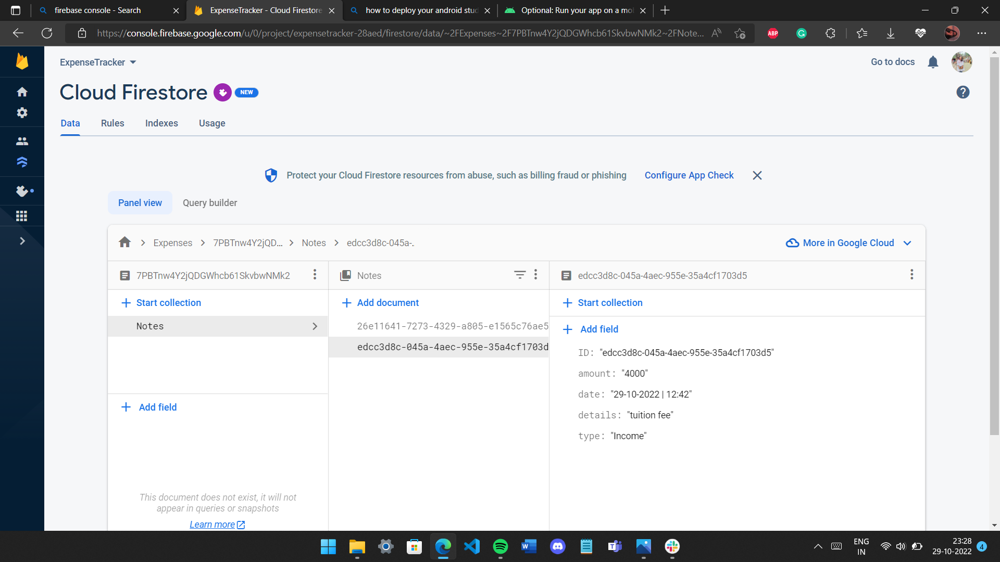 firebase console - Search
ExpenseTracker - Cloud Firestore
how to deploy your android stud
Optional: Run your app on a mol
https://console.firebase.google.com/u/0/project/expensetracker-28aed/firestore/data/~2FExpenses~2F7PBTnw4Y2jQDGWhcb61SkvbwNMk2~2FNote...
ABP
ExpenseTracker
Go to docs
Cloud Firestore
NEW
?
Data
Rules
Indexes
Usage
Protect your Cloud Firestore resources from abuse, such as billing fraud or phishing
Configure App Check
Panel view
Query builder
Expenses
7PBTnw4Y2jQD...
Notes
edcc3d8c-045a-.
More in Google Cloud
7PBTnw4Y2jQDGWhcb61SkvbwNMk2
Notes
edcc3d8c-045a-4aec-955e-35a4cf1703d5
Start collection
Add document
Start collection
Notes
26e11641-7273-4329-a805-e1565c76ae5
edcc3d8c-045a-4aec-955e-35a4cf1703d
Add field
ID: "edcc3d8c-045a-4aec-955e-35a4cf1703d5"
amount: "4000"
date: "29-10-2022 | 12:42"
details: "tuition fee"
type: "Income"
Add field
This document does not exist, it will not
appear in queries or snapshots
Learn more
ENG
IN
23:28
29-10-2022
4